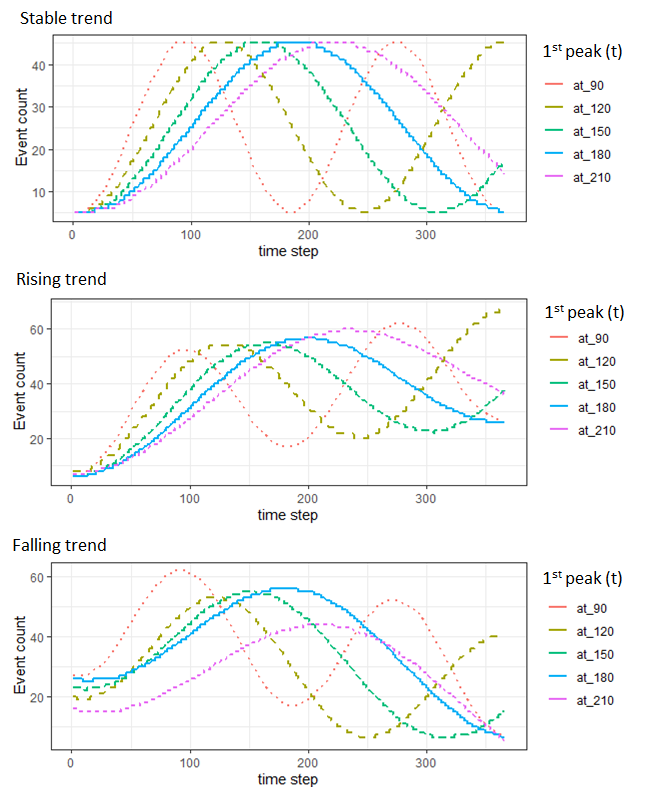 Stable trend
1st peak (t)
at_90
at_120
at_150
at_180
at_210
Event count
40
30
20
10
0
100
200
300
time step
Rising trend
1st peak (t)
at_90
at_120
at_150
at_180
at_210
Event count
60
40
20
0
100
200
300
time step
Falling trend
1st peak (t)
at_90
at_120
at_150
at_180
at_210
Event count
60
40
20
0
100
200
300
time step